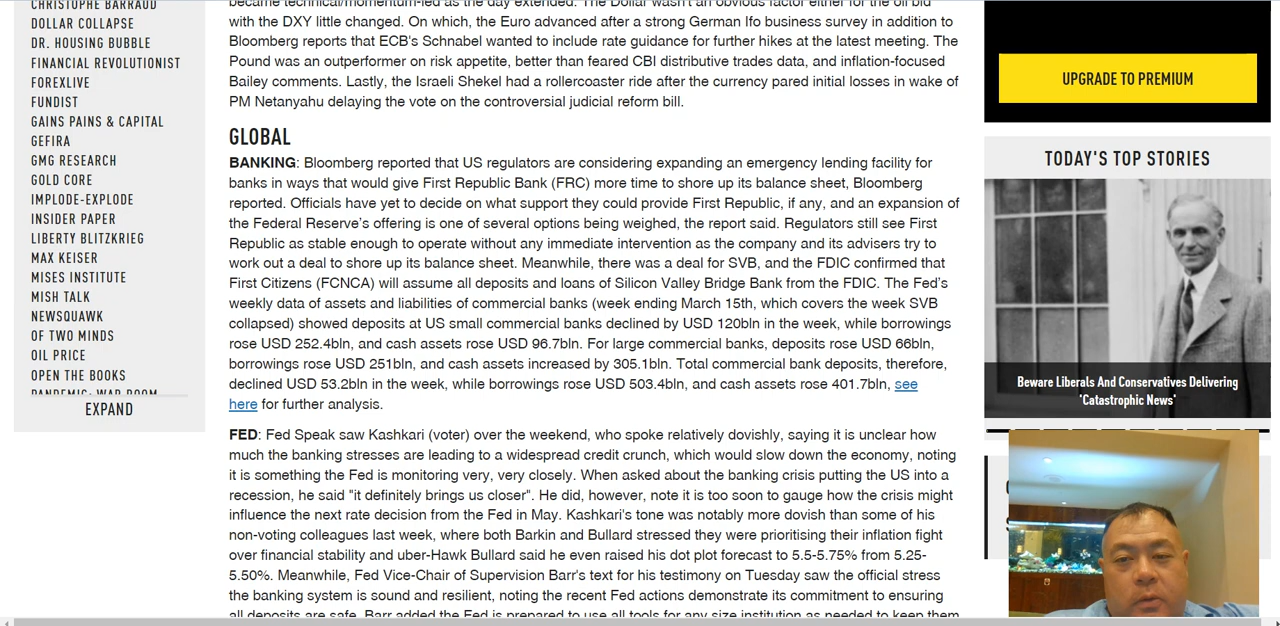 CHRISTOPHE BARRAUD
DOLLAR COLLAPSE
DR. HOUSING BUBBLE
FINANCIAL REVOLUTIONIST
FOREXLIVE
FUNDIST
GAINS PAINS & CAPITAL
GEFIRA
GMG RESEARCH
GOLD CORE
IMPLODE-EXPLODE
INSIDER PAPER
LIBERTY BLITZKRIEG
MAX KEISER
MISES INSTITUTE
MISH TALK
NEWSQUAWK
OF TWO MINDS
OIL PRICE
OPEN THE BOOKS
PANDEMIC: WAR ROOM
EXPAND
became technical/momentum-led as the day extended. The Dollar wasn't an obvious factor either for the oil bid
with the DXY little changed. On which, the Euro advanced after a strong German Ifo business survey in addition to
Bloomberg reports that ECB's Schnabel wanted to include rate guidance for further hikes at the latest meeting. The
Pound was an outperformer on risk appetite, better than feared CBI distributive trades data, and inflation-focused
Bailey comments. Lastly, the Israeli Shekel had a rollercoaster ride after the currency pared initial losses in wake of
PM Netanyahu delaying the vote on the controversial judicial reform bill.
GLOBAL
BANKING: Bloomberg reported that US regulators are considering expanding an emergency lending facility for
banks in ways that would give First Republic Bank (FRC) more time to shore up its balance sheet, Bloomberg
reported. Officials have yet to decide on what support they could provide First Republic, if any, and an expansion of
the Federal Reserve's offering is one of several options being weighed, the report said. Regulators still see First
Republic as stable enough to operate without any immediate intervention as the company and its advisers try to
work out a deal to shore up its balance sheet. Meanwhile, there was a deal for SVB, and the FDIC confirmed that
First Citizens (FCNCA) will assume all deposits and loans of Silicon Valley Bridge Bank from the FDIC. The Fed's
weekly data of assets and liabilities of commercial banks (week ending March 15th, which covers the week SVB
collapsed) showed deposits at US small commercial banks declined by USD 120bln in the week, while borrowings
rose USD 252.4bln, and cash assets rose USD 96.7bln. For large commercial banks, deposits rose USD 66bln,
borrowings rose USD 251bln, and cash assets increased by 305.1bln. Total commercial bank deposits, therefore,
declined USD 53.2bln in the week, while borrowings rose USD 503.4bln, and cash assets rose 401.7bln, see
here for further analysis.
FED: Fed Speak saw Kashkari (voter) over the weekend, who spoke relatively dovishly, saying it is unclear how
much the banking stresses are leading to a widespread credit crunch, which would slow down the economy, noting
it is something the Fed is monitoring very, very closely. When asked about the banking crisis putting the US into a
recession, he said "it definitely brings us closer". He did, however, note it is too soon to gauge how the crisis might
influence the next rate decision from the Fed in May. Kashkari's tone was notably more dovish than some of his
non-voting colleagues last week, where both Barkin and Bullard stressed they were prioritising their inflation fight
over financial stability and uber-Hawk Bullard said he even raised his dot plot forecast to 5.5-5.75% from 5.25-
5.50%. Meanwhile, Fed Vice-Chair of Supervision Barr's text for his testimony on Tuesday saw the official stress
the banking system is sound and resilient, noting the recent Fed actions demonstrate its commitment to ensuring
all deposits are safe. Barr added the Fed is prepared to use all tools for any size institution as needed to keep them
UPGRADE TO PREMIUM
TODAY'S TOP STORIES
Beware Liberals And Conservatives Delivering
'Catastrophic News'